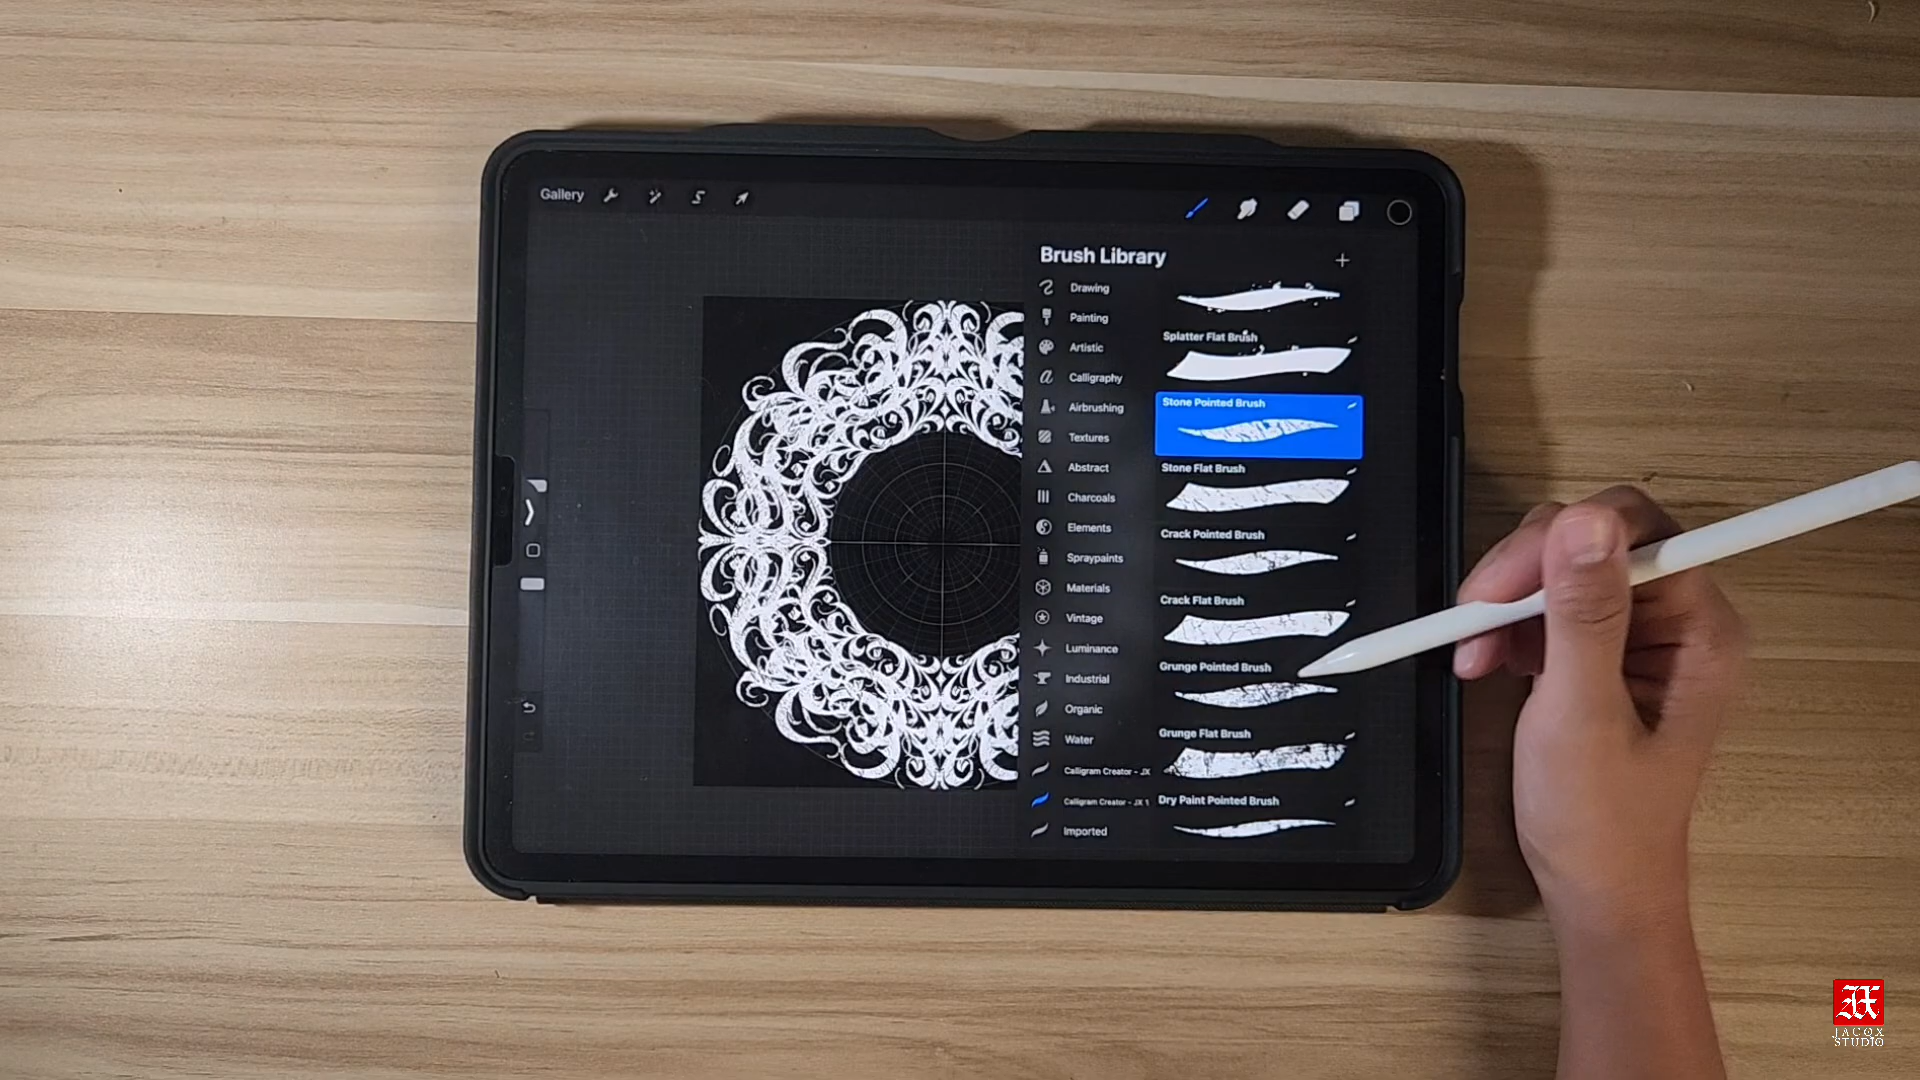 Gallery
Brush Library
Drawing
Painting
Artistic
Calligraphy
Airbrushing
Textures
Abstract
Charcoals
Elements
Spraypaints
Materials
Vintage
Luminance
Industrial
Organic
Water
Calligram Creator - JX
Calligram Creator - JX 1
Imported
Splatter Flat Brush
Stone Pointed Brush
Stone Flat Brush
Crack Pointed Brush
Crack Flat Brush
Grunge Pointed Brush
Grunge Flat Brush
Dry Paint Pointed Brush
JX
JACQX
STUDIO